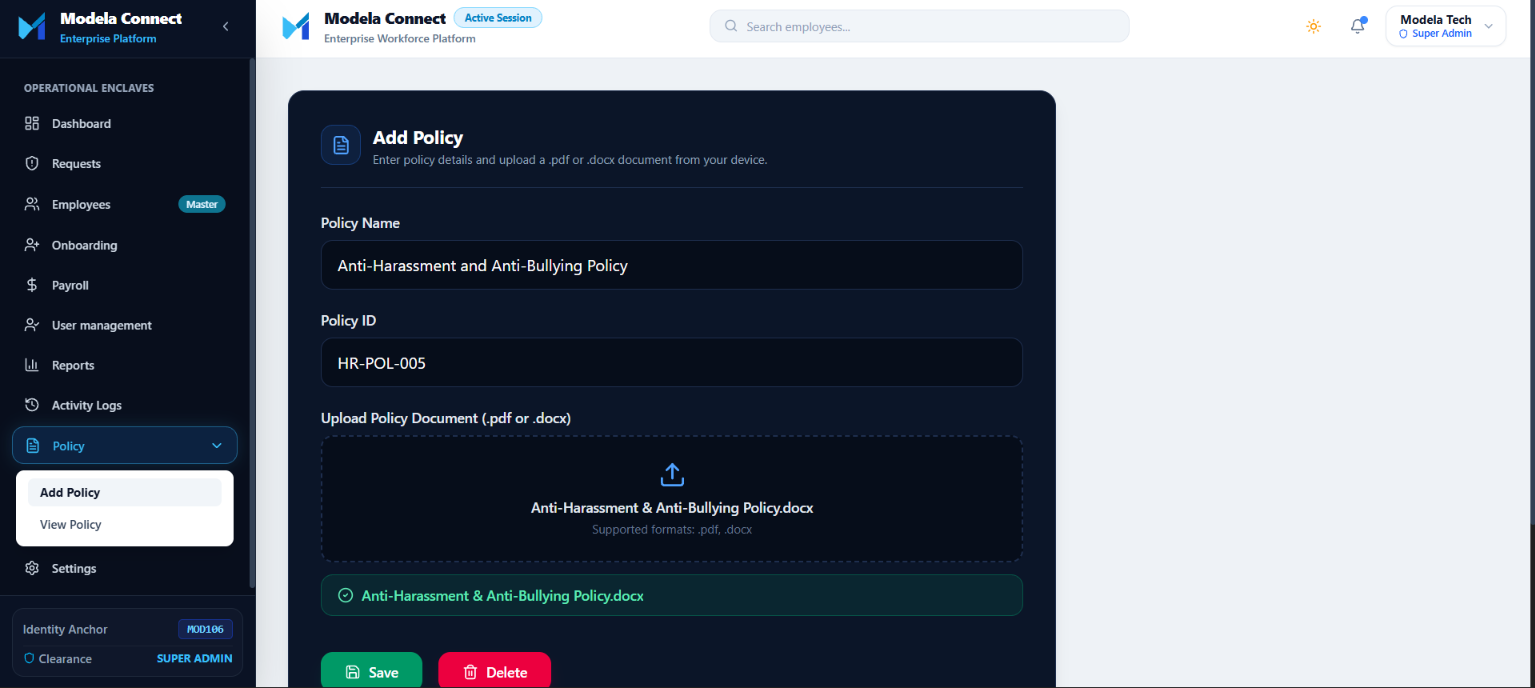 Modela Connect
Enterprise Platform
OPERATIONAL ENCLAVES
Dashboard
Requests
Employees Master
Onboarding
Payroll
User management
Reports
Activity Logs
Policy
Add Policy
View Policy
Settings
Identity Anchor MOD106
Clearance SUPER ADMIN
Modela Connect Active Session
Enterprise Workforce Platform
Search employees...
Modela Tech
Super Admin
Add Policy
Enter policy details and upload a .pdf or .docx document from your device.
Policy Name
Anti-Harassment and Anti-Bullying Policy
Policy ID
HR-POL-005
Upload Policy Document (.pdf or .docx)
Anti-Harassment & Anti-Bullying Policy.docx
Supported formats: .pdf, .docx
Anti-Harassment & Anti-Bullying Policy.docx
Save Delete